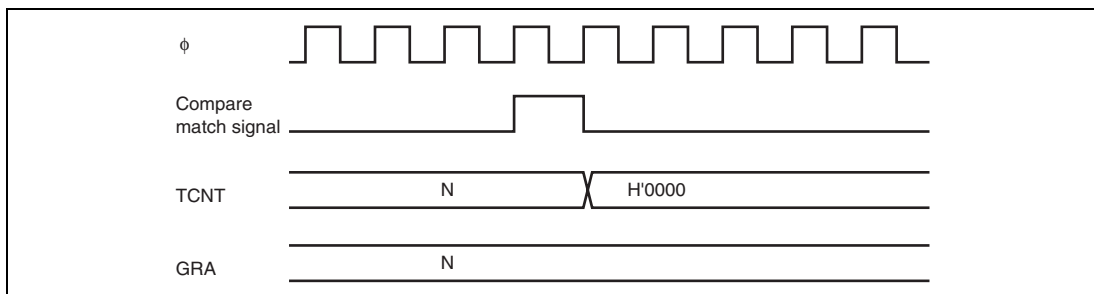 φ
Compare
match signal
TCNT N H'0000
GRA N